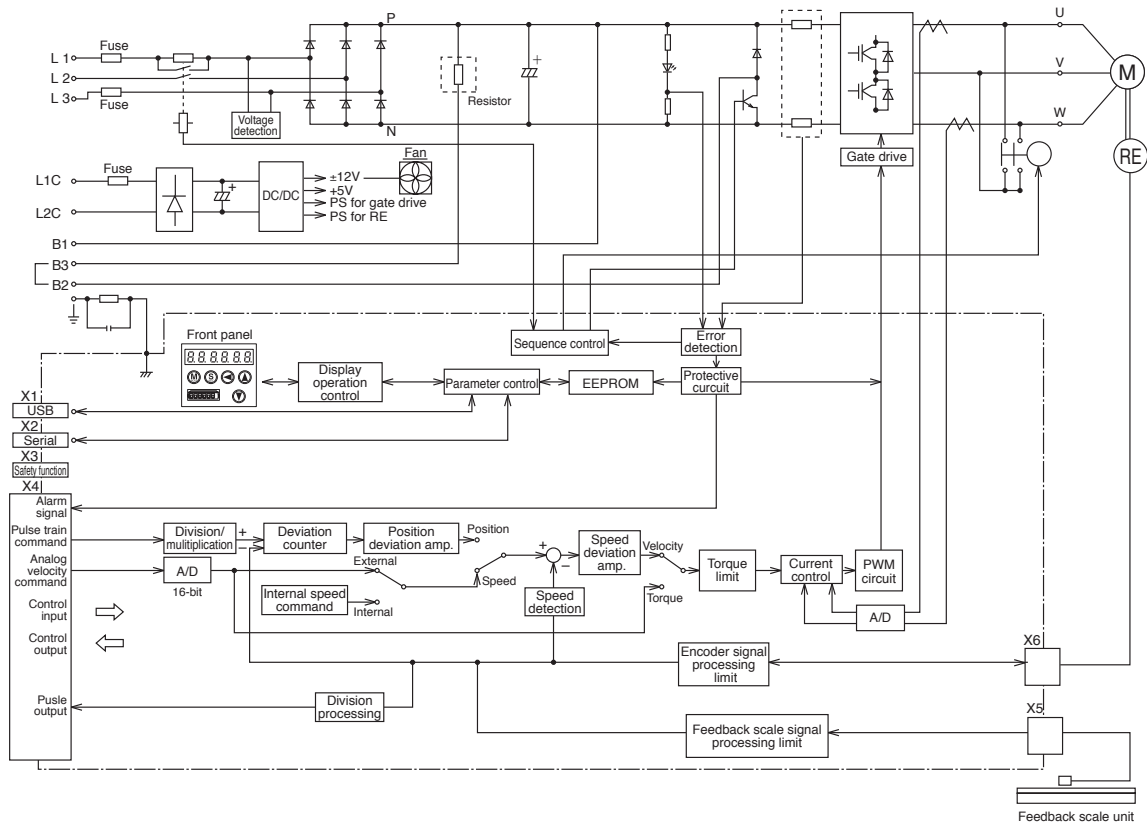 P
U
L 1
Fuse
L 2
V
M
L 3
Fuse
Voltage
detection
Resistor
N
W
Gate drive
RE
L1C
Fuse
Fan
±12V
+5V
PS for gate drive
PS for RE
DC/DC
L2C
B1
B3
B2
Front panel
8.8.8.8.8.8.
M
S
Display
operation
control
Sequence control
Error
detection
Parameter control
EEPROM
Protective
curcuit
X1
USB
X2
Serial
X3
Safety function
X4
Alarm
signal
Pulse train
command
Division/
mulitiplication
+
−
Deviation
counter
Position
deviation amp.
Position
Analog
velocity
command
A/D
16-bit
External
Internal speed
command
Internal
Speed
+
−
Speed
deviation
amp.
Velocity
Speed
detection
Torque
Torque
limit
Current
control
PWM
circuit
A/D
Control
input
Control
output
Encoder signal
processing
limit
X6
Pusle
output
Division
processing
Feedback scale signal
processing limit
X5
Feedback scale unit